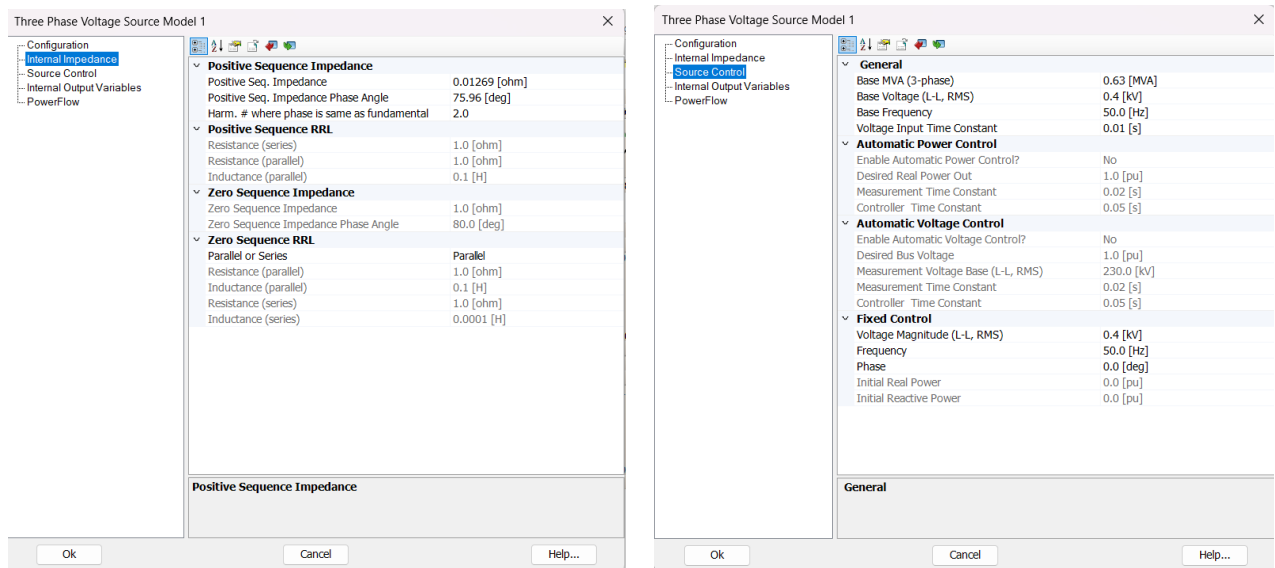 Three Phase Voltage Source Model 1
Configuration
Internal Impedance
Source Control
Internal Output Variables
PowerFlow
Positive Sequence Impedance
Positive Seq. Impedance 0.01269 [ohm]
Positive Seq. Impedance Phase Angle 75.96 [deg]
Harm. # where phase is same as fundamental 2.0
Positive Sequence RRL
Resistance (series) 1.0 [ohm]
Resistance (parallel) 1.0 [ohm]
Inductance (parallel) 0.1 [H]
Zero Sequence Impedance
Zero Sequence Impedance 1.0 [ohm]
Zero Sequence Impedance Phase Angle 80.0 [deg]
Zero Sequence RRL
Parallel or Series Parallel
Resistance (parallel) 1.0 [ohm]
Inductance (parallel) 0.1 [H]
Resistance (series) 1.0 [ohm]
Inductance (series) 0.0001 [H]
Positive Sequence Impedance
Ok Cancel Help...
Three Phase Voltage Source Model 1
Configuration
Internal Impedance
Source Control
Internal Output Variables
PowerFlow
General
Base MVA (3-phase) 0.63 [MVA]
Base Voltage (L-L, RMS) 0.4 [kV]
Base Frequency 50.0 [Hz]
Voltage Input Time Constant 0.01 [s]
Automatic Power Control
Enable Automatic Power Control? No
Desired Real Power Out 1.0 [pu]
Measurement Time Constant 0.02 [s]
Controller Time Constant 0.05 [s]
Automatic Voltage Control
Enable Automatic Voltage Control? No
Desired Bus Voltage 1.0 [pu]
Measurement Voltage Base (L-L, RMS) 230.0 [kV]
Measurement Time Constant 0.02 [s]
Controller Time Constant 0.05 [s]
Fixed Control
Voltage Magnitude (L-L, RMS) 0.4 [kV]
Frequency 50.0 [Hz]
Phase 0.0 [deg]
Initial Real Power 0.0 [pu]
Initial Reactive Power 0.0 [pu]
General
Ok Cancel Help...